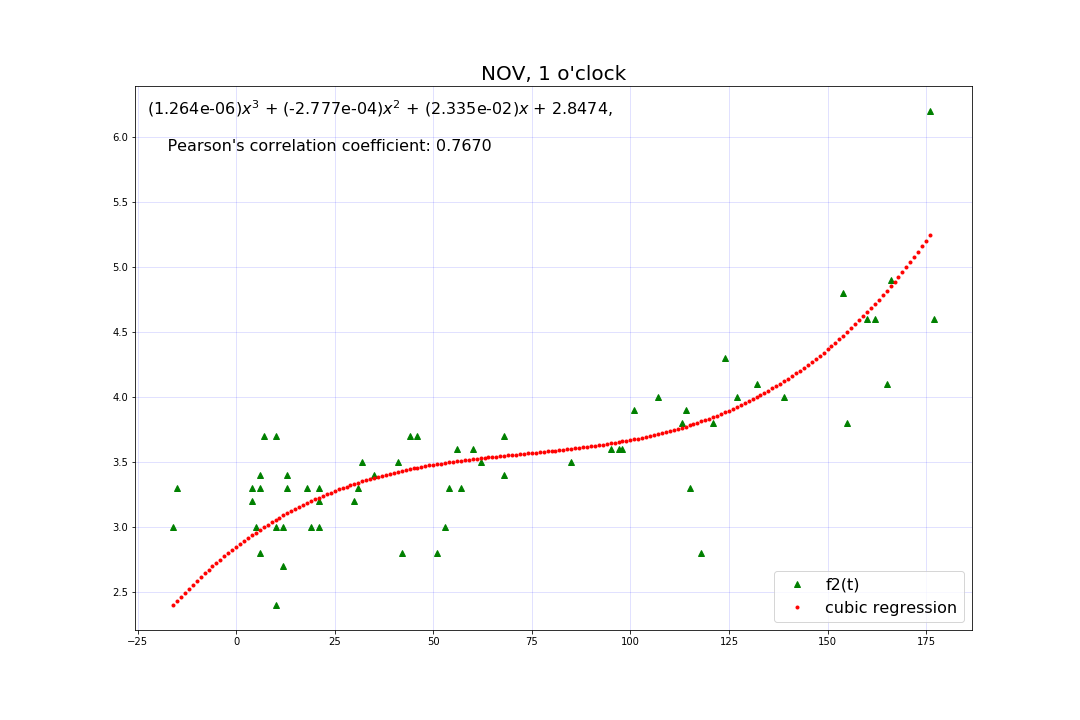 NOV, 1 o'clock
(1.264e-06)x³ + (-2.777e-04)x² + (2.335e-02)x + 2.8474,
Pearson's correlation coefficient: 0.7670
6.0
5.5
5.0
4.5
4.0
3.5
3.0
2.5
f2(t)
cubic regression
−25 0 25 50 75 100 125 150 175